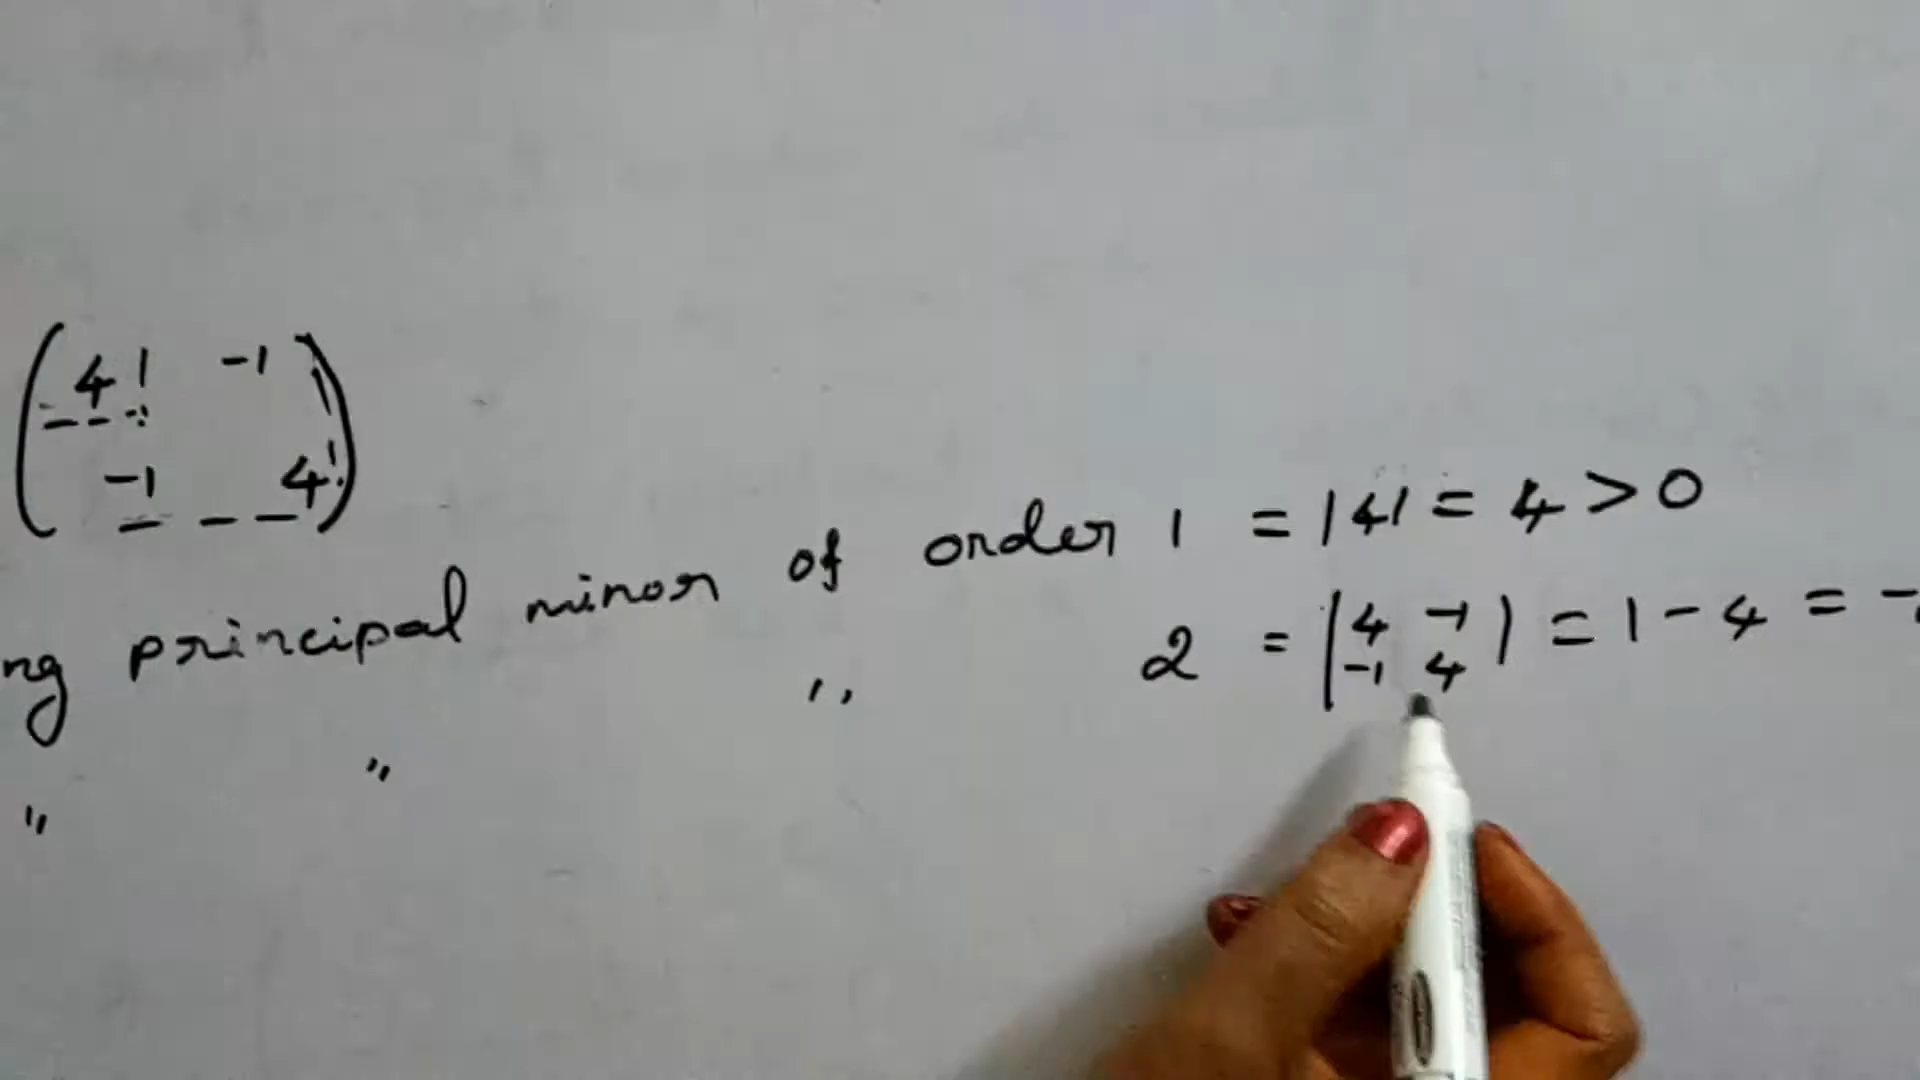 ( 4 -1
-1 4 )
ng principal minor of order 1 = |4| = 4 > 0
" " " 2 = | 4 -1
-1 4 | = 1 - 4 = -